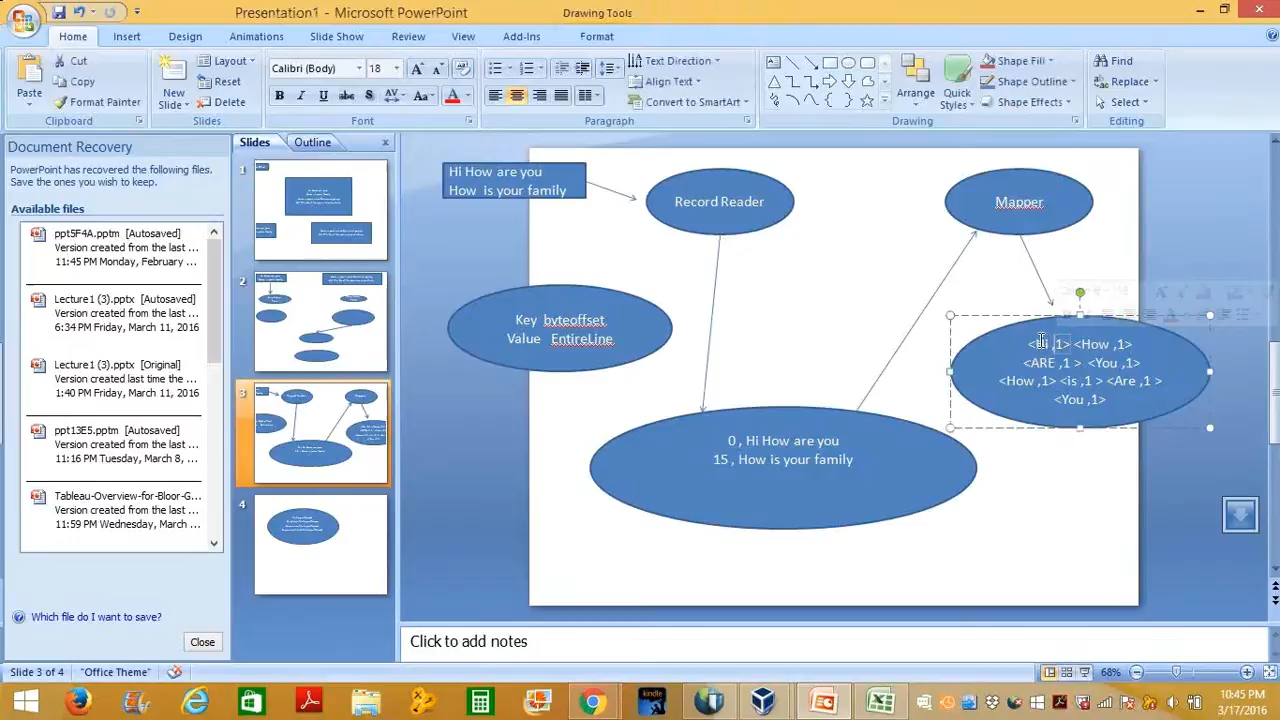 Presentation1 - Microsoft PowerPoint
Drawing Tools
Home Insert Design Animations Slide Show Review View Add-Ins Format
Paste
Cut
Copy
Format Painter
Clipboard
New
Slide
Layout
Reset
Delete
Slides
Calibri (Body) 18
B I U abc S AV Aa A
Font
Text Direction
Align Text
Convert to SmartArt
Paragraph
Arrange
Quick
Styles
Shape Fill
Shape Outline
Shape Effects
Drawing
Find
Replace
Select
Editing
Document Recovery
PowerPoint has recovered the following files.
Save the ones you wish to keep.
Available files
ppt5F4A.pptm [Autosaved]
Version created from the last ...
11:45 PM Monday, February ...
Lecture1 (3).pptx [Autosaved]
Version created from the last ...
6:34 PM Friday, March 11, 2016
Lecture1 (3).pptx [Original]
Version created last time the ...
1:40 PM Friday, March 11, 2016
ppt13E5.pptm [Autosaved]
Version created from the last ...
11:16 PM Tuesday, March 8, ...
Tableau-Overview-for-Bloor-G...
Version created from the last ...
11:59 PM Wednesday, March ...
Which file do I want to save?
Close
Slides Outline
1
2
3
4
Hi How are you
How is your family
Record Reader
Mapper
Key byteoffset
Value EntireLine
0 , Hi How are you
15 , How is your family
,1> <How ,1>
<ARE ,1 > <You ,1>
<How ,1> <is ,1 > <Are ,1 >
<You ,1>
Click to add notes
Slide 3 of 4 "Office Theme" 68%
kindle
10:45 PM
3/17/2016